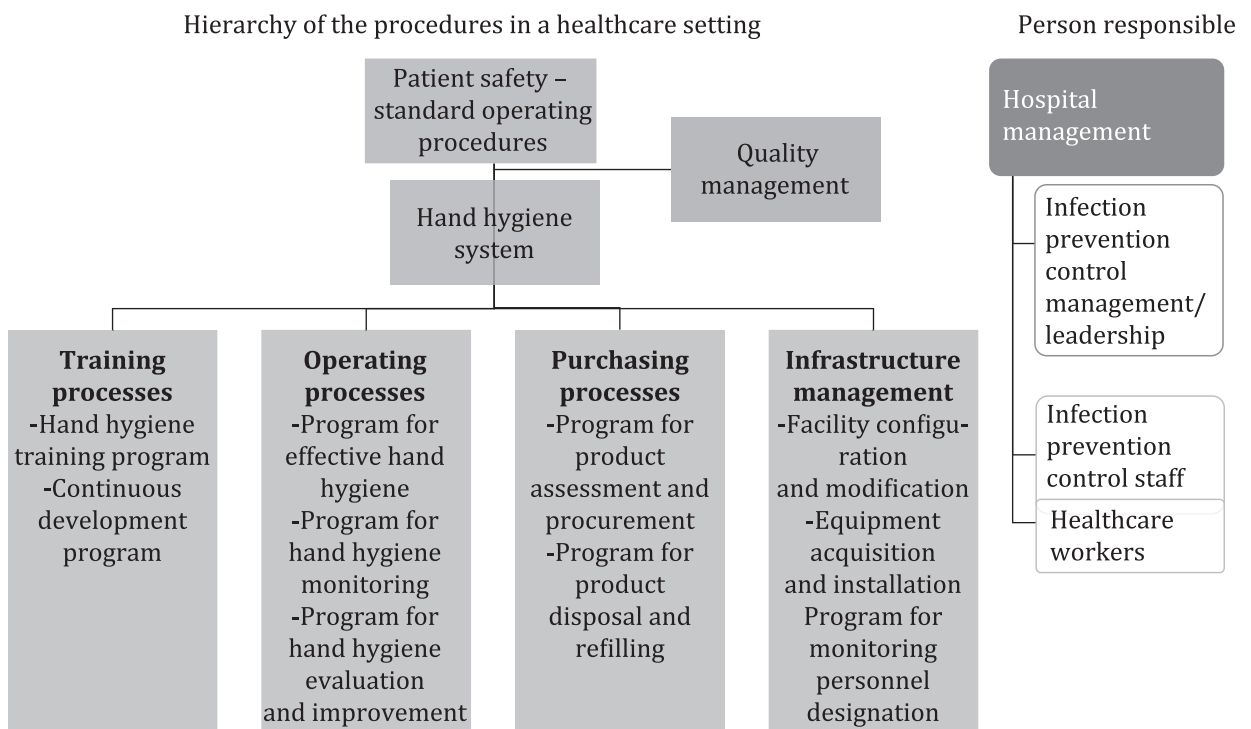 Hierarchy of the procedures in a healthcare setting
Person responsible
Patient safety –
standard operating
procedures
Quality
management
Hand hygiene
system
Training
processes
-Hand hygiene
training program
-Continuous
development
program
Operating
processes
-Program for
effective hand
hygiene
-Program for
hand hygiene
monitoring
-Program for
hand hygiene
evaluation
and improvement
Purchasing
processes
-Program for
product
assessment and
procurement
-Program for
product
disposal and
refilling
Infrastructure
management
-Facility configu-
ration
and modification
-Equipment
acquisition
and installation
Program for
monitoring
personnel
designation
Hospital
management
Infection
prevention
control
management/
leadership
Infection
prevention
control staff
Healthcare
workers